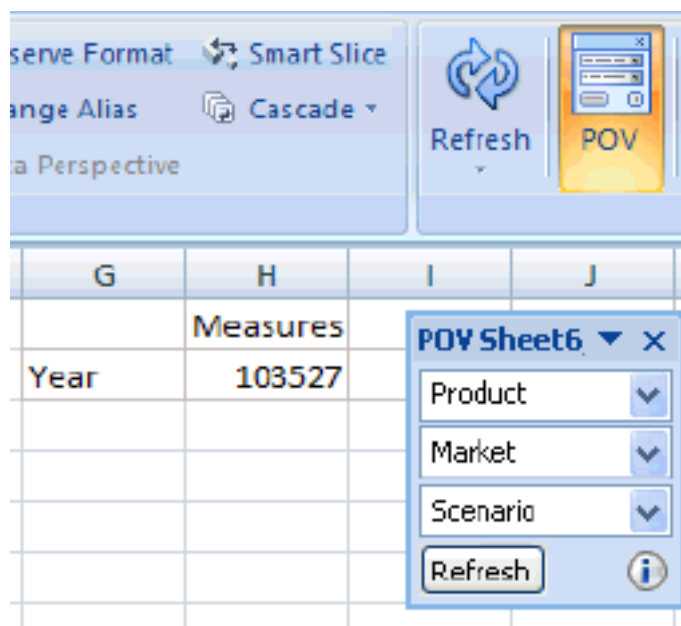 serve Format Smart Slice
ange Alias Cascade
a Perspective
Refresh POV
G H I J
Measures
POV Sheet6
Year 103527
Product
Market
Scenario
Refresh